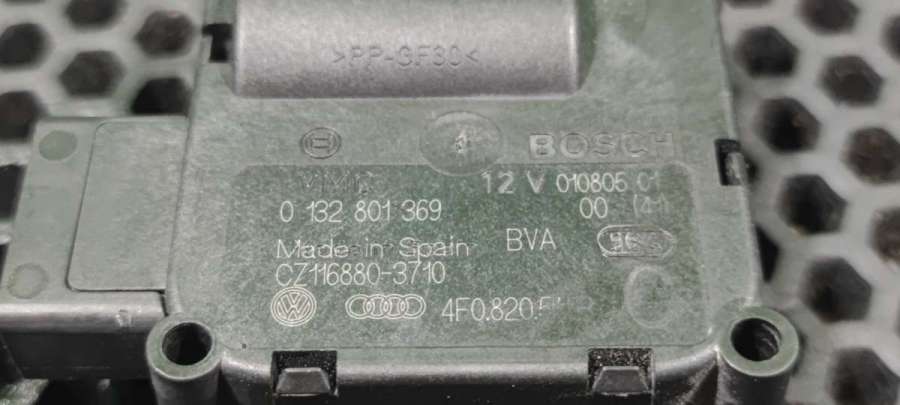 >PP-GF30<
BOSCH
12 V 010805 01
0 132 801 369 00 (4H)
Made in Spain BVA
CZ116880-3710
4F0.820.